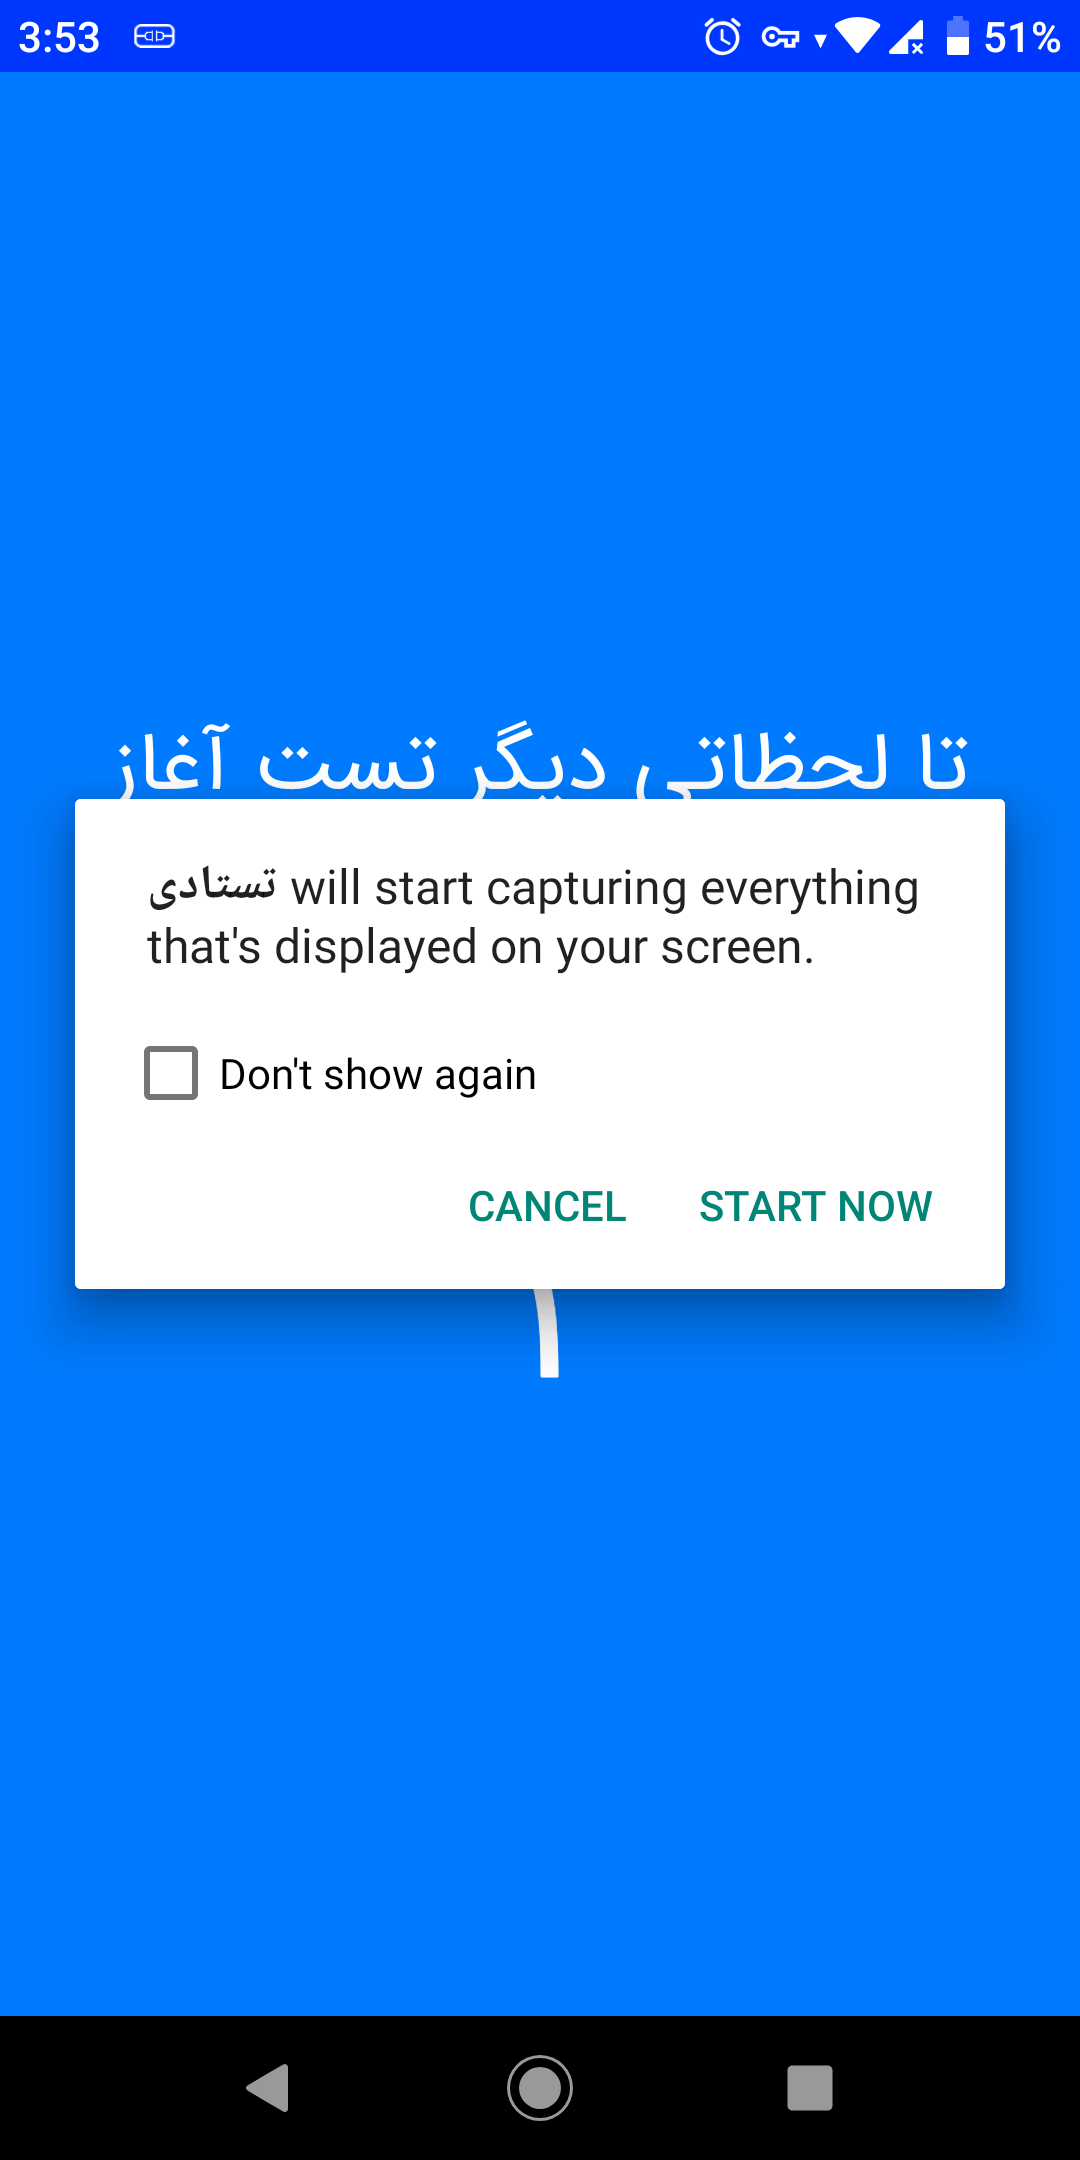 3:53
51%
تا لحظاتی دیگر تست آغاز
تستادی will start capturing everything
that's displayed on your screen.
Don't show again
CANCEL START NOW
۱